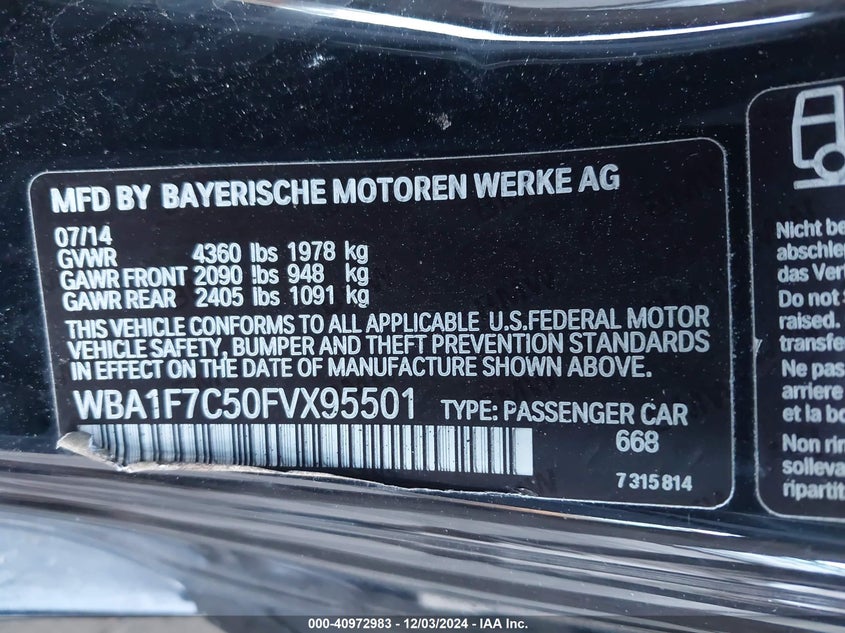 MFD BY BAYERISCHE MOTOREN WERKE AG
07/14
GVWR 4360 lbs 1978 kg
GAWR FRONT 2090 lbs 948 kg
GAWR REAR 2405 lbs 1091 kg
THIS VEHICLE CONFORMS TO ALL APPLICABLE U.S.FEDERAL MOTOR
VEHICLE SAFETY, BUMPER AND THEFT PREVENTION STANDARDS
IN EFFECT ON THE DATE OF MANUFACTURE SHOWN ABOVE.
WBA1F7C50FVX95501 TYPE: PASSENGER CAR
668
7 315 814
Nicht be
abschle
das Ver
Do not
raised.
transfe
Ne pas
arriere
et la bo
Non rin
solleva
ripartit
000-40972983 - 12/03/2024 - IAA Inc.